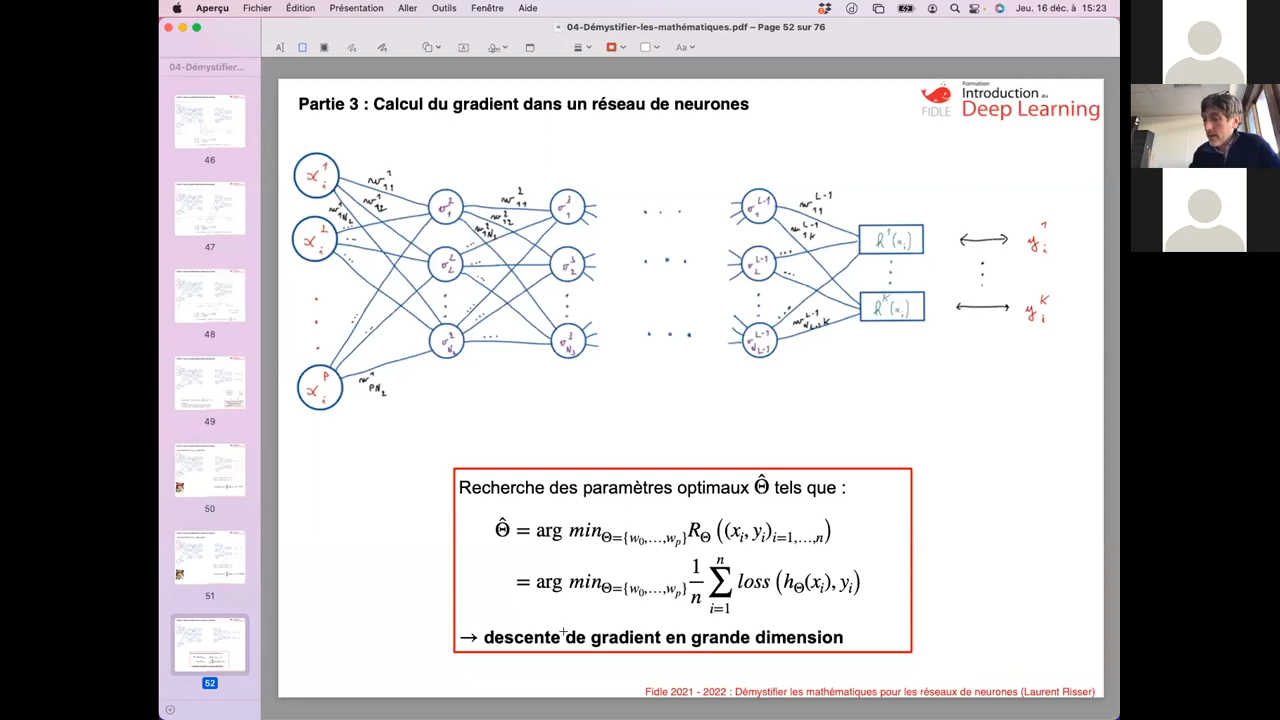 Aperçu Fichier Édition Présentation Aller Outils Fenêtre Aide Jeu. 16 déc. à 15:23
04-Démystifier-les-mathématiques.pdf – Page 52 sur 76
04-Démystifier...
46
47
48
49
50
51
52
Partie 3 : Calcul du gradient dans un réseau de neurones
Formation
Introduction au
Deep Learning
FIDLE
Recherche des paramètres optimaux Θ̂ tels que :
Θ̂ = arg min_{Θ={w_0,…,w_p}} R_Θ ((x_i, y_i)_{i=1,…,n})
= arg min_{Θ={w_0,…,w_p}} 1/n ∑_{i=1}^{n} loss (h_Θ(x_i), y_i)
→ descente de gradient en grande dimension
Fidle 2021 - 2022 : Démystifier les mathématiques pour les réseaux de neurones (Laurent Risser)